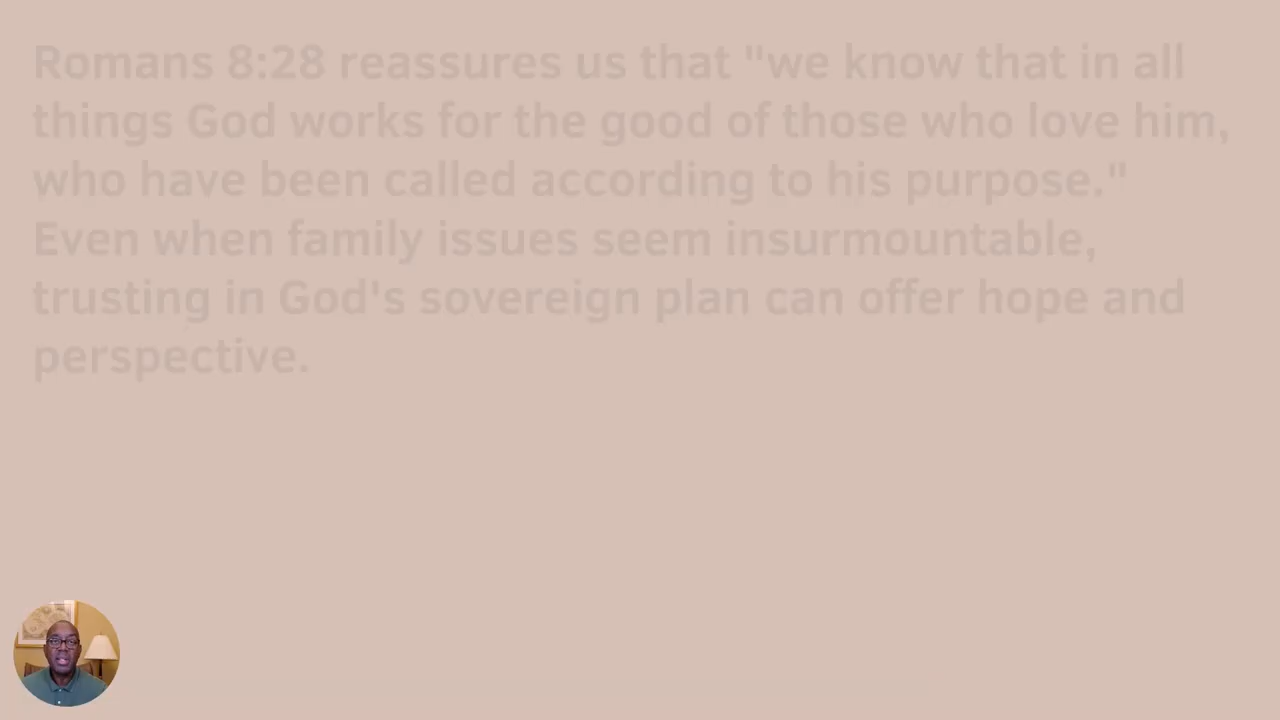 Romans 8:28 reassures us that "we know that in all
things God works for the good of those who love him,
who have been called according to his purpose."
Even when family issues seem insurmountable,
trusting in God's sovereign plan can offer hope and
perspective.